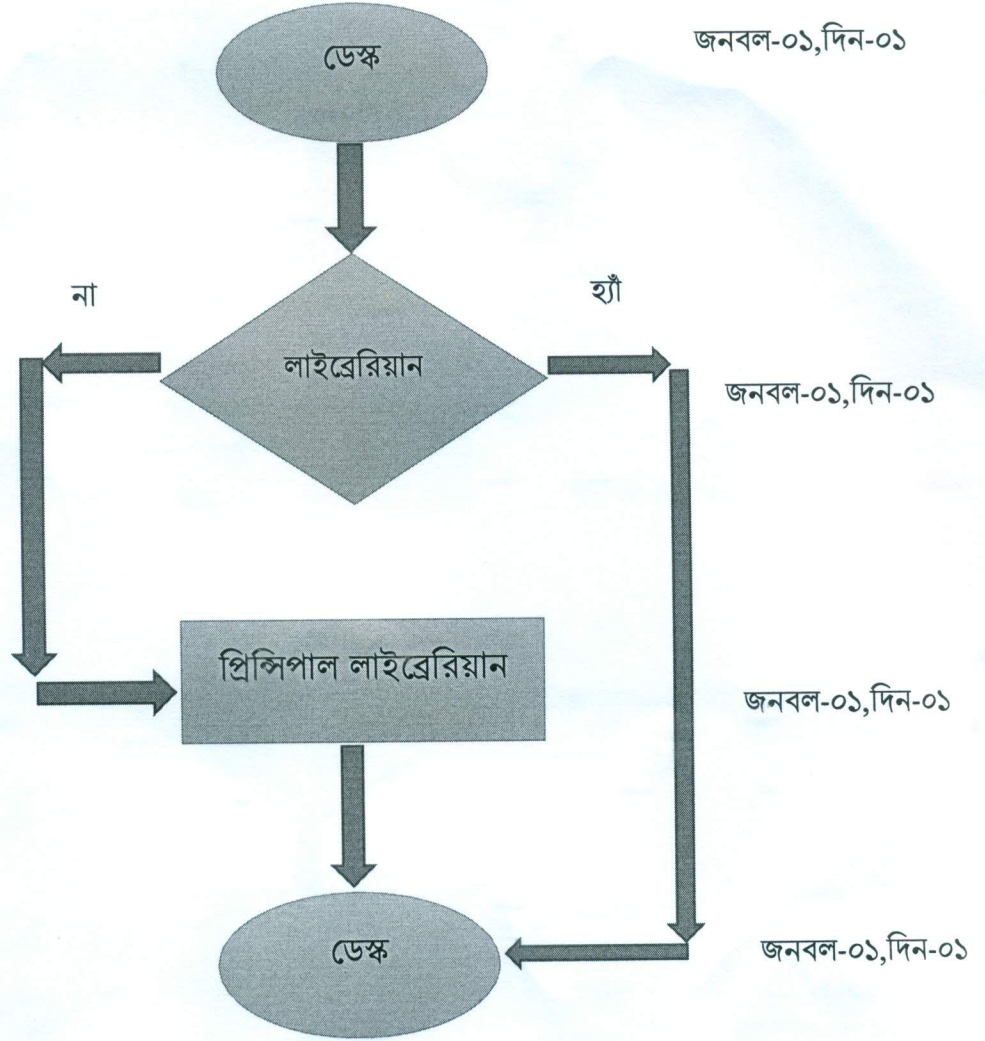 ডেস্ক
জনবল-০১,দিন-০১
না
হ্যাঁ
লাইব্রেরিয়ান
জনবল-০১,দিন-০১
প্রিন্সিপাল লাইব্রেরিয়ান
জনবল-০১,দিন-০১
ডেস্ক
জনবল-০১,দিন-০১